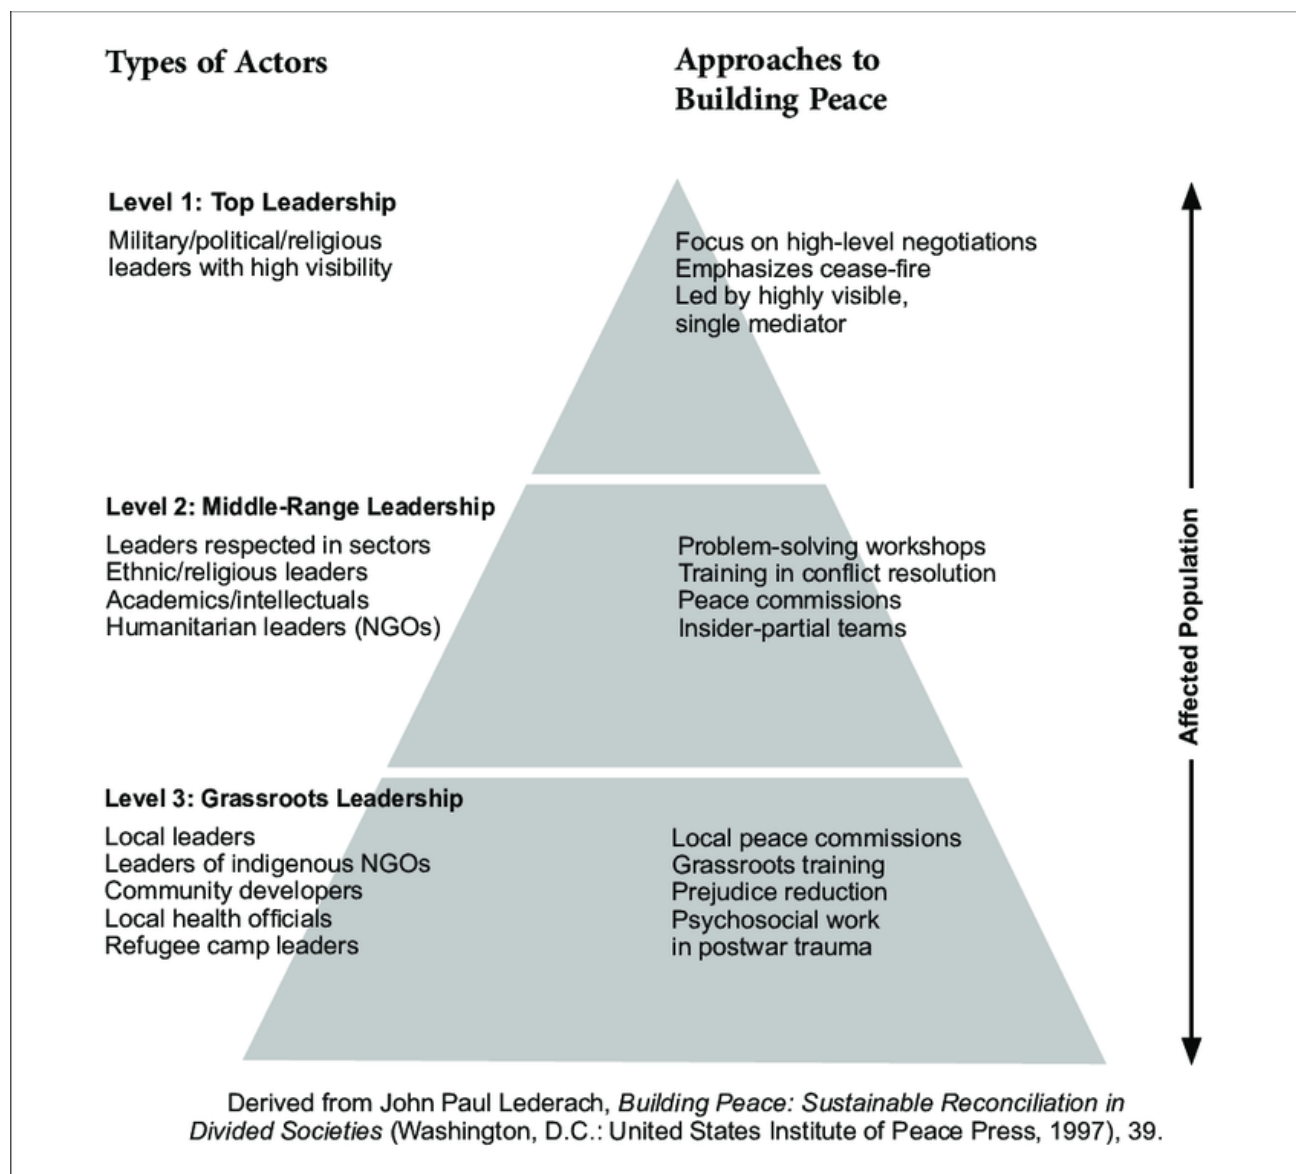 Types of Actors
Approaches to
Building Peace
Level 1: Top Leadership
Military/political/religious
leaders with high visibility
Focus on high-level negotiations
Emphasizes cease-fire
Led by highly visible,
single mediator
Level 2: Middle-Range Leadership
Leaders respected in sectors
Ethnic/religious leaders
Academics/intellectuals
Humanitarian leaders (NGOs)
Problem-solving workshops
Training in conflict resolution
Peace commissions
Insider-partial teams
Level 3: Grassroots Leadership
Local leaders
Leaders of indigenous NGOs
Community developers
Local health officials
Refugee camp leaders
Local peace commissions
Grassroots training
Prejudice reduction
Psychosocial work
in postwar trauma
Affected Population
Derived from John Paul Lederach, Building Peace: Sustainable Reconciliation in
Divided Societies (Washington, D.C.: United States Institute of Peace Press, 1997), 39.